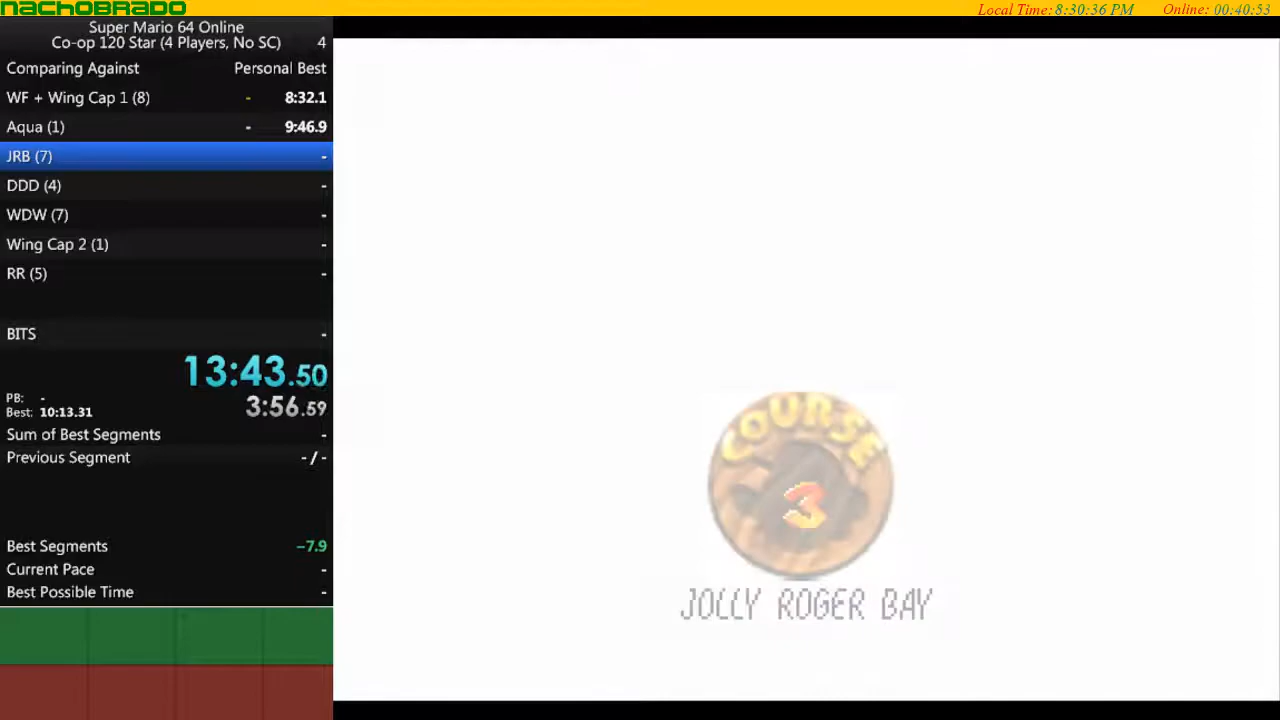 NACHOBRADO
Local Time: 8:30:36 PM
Online: 00:40:53
Super Mario 64 Online
Co-op 120 Star (4 Players, No SC) 4
Comparing Against Personal Best
WF + Wing Cap 1 (8) - 8:32.1
Aqua (1) - 9:46.9
JRB (7) -
DDD (4) -
WDW (7) -
Wing Cap 2 (1) -
RR (5) -
BITS -
13:43.50
PB: -
Best: 10:13.31
3:56.59
Sum of Best Segments -
Previous Segment - / -
Best Segments −7.9
Current Pace -
Best Possible Time -
COURSE
3
JOLLY ROGER BAY